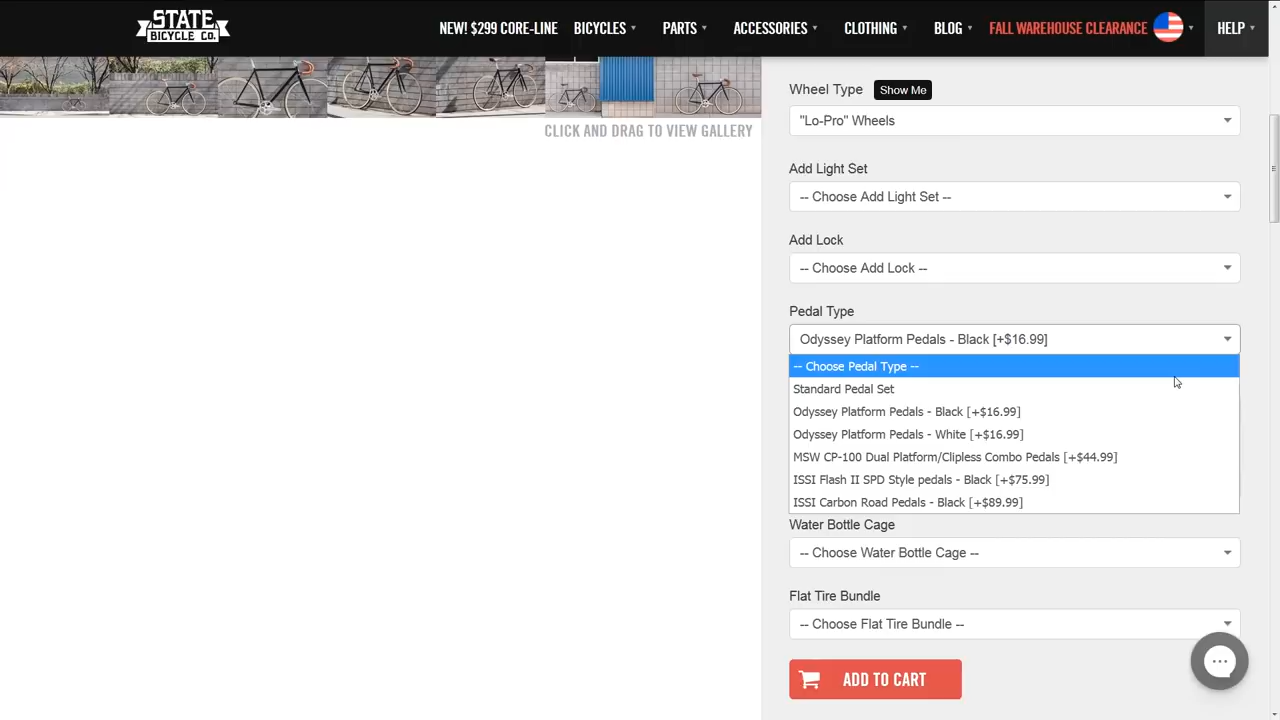 STATE
BICYCLE CO.
NEW! $299 CORE-LINE BICYCLES PARTS ACCESSORIES CLOTHING BLOG FALL WAREHOUSE CLEARANCE HELP
CLICK AND DRAG TO VIEW GALLERY
Wheel Type Show Me
"Lo-Pro" Wheels
Add Light Set
-- Choose Add Light Set --
Add Lock
-- Choose Add Lock --
Pedal Type
Odyssey Platform Pedals - Black [+$16.99]
-- Choose Pedal Type --
Standard Pedal Set
Odyssey Platform Pedals - Black [+$16.99]
Odyssey Platform Pedals - White [+$16.99]
MSW CP-100 Dual Platform/Clipless Combo Pedals [+$44.99]
ISSI Flash II SPD Style pedals - Black [+$75.99]
ISSI Carbon Road Pedals - Black [+$89.99]
Water Bottle Cage
-- Choose Water Bottle Cage --
Flat Tire Bundle
-- Choose Flat Tire Bundle --
ADD TO CART